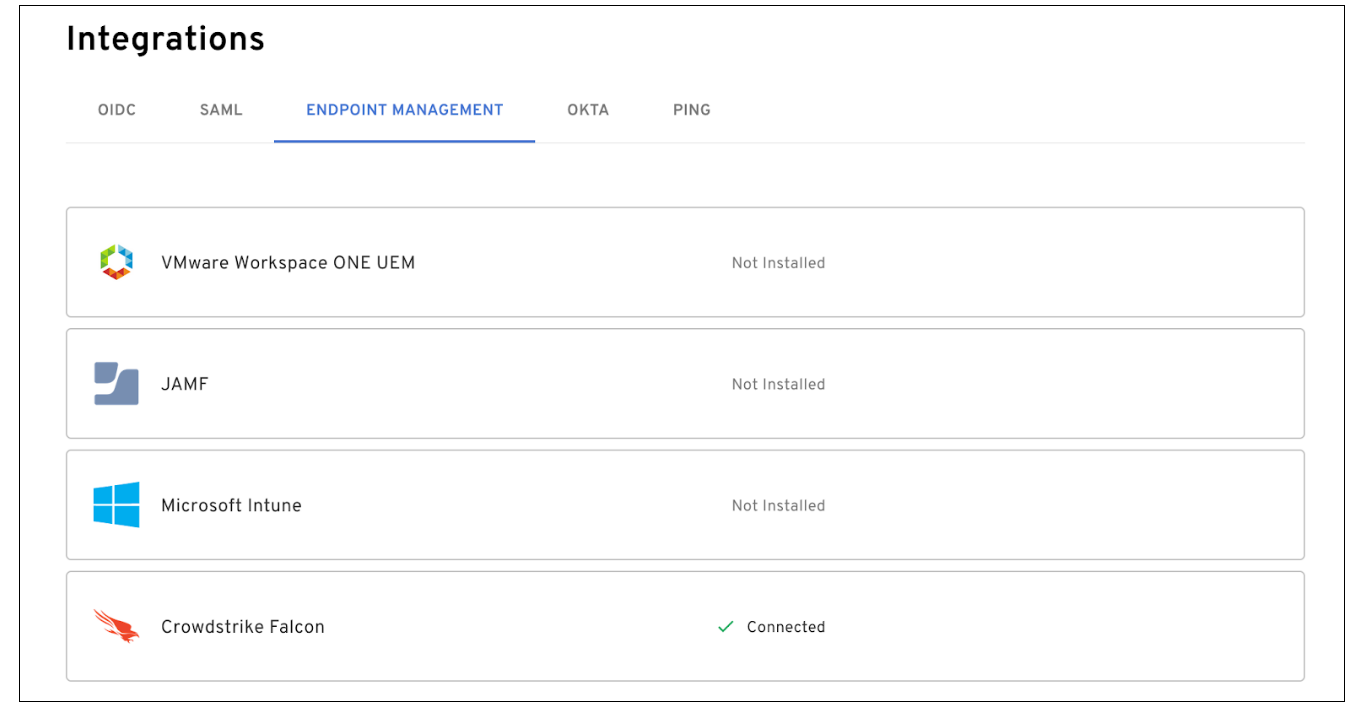 Integrations
OIDC SAML ENDPOINT MANAGEMENT OKTA PING
VMware Workspace ONE UEM Not Installed
JAMF Not Installed
Microsoft Intune Not Installed
Crowdstrike Falcon Connected